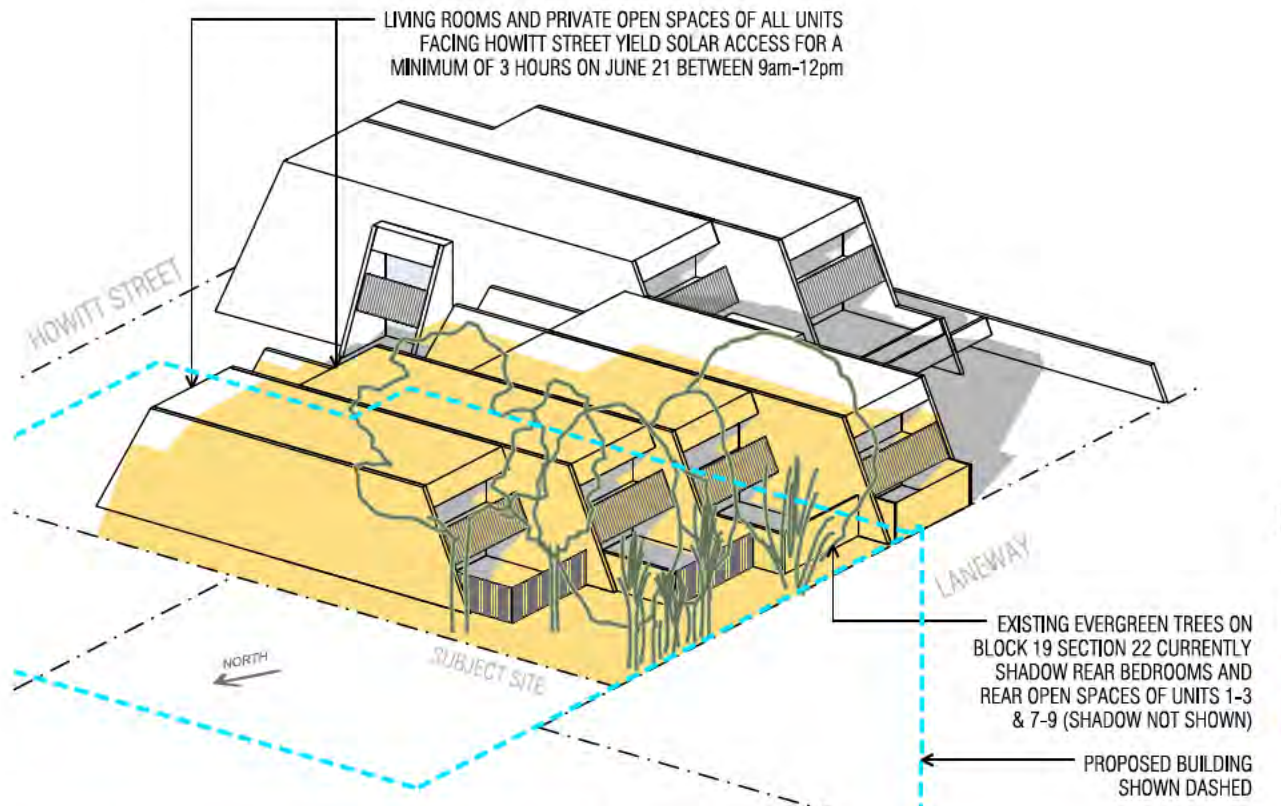 LIVING ROOMS AND PRIVATE OPEN SPACES OF ALL UNITS
FACING HOWITT STREET YIELD SOLAR ACCESS FOR A
MINIMUM OF 3 HOURS ON JUNE 21 BETWEEN 9am-12pm
HOWITT STREET
LANEWAY
NORTH
SUBJECT SITE
EXISTING EVERGREEN TREES ON
BLOCK 19 SECTION 22 CURRENTLY
SHADOW REAR BEDROOMS AND
REAR OPEN SPACES OF UNITS 1-3
& 7-9 (SHADOW NOT SHOWN)
PROPOSED BUILDING
SHOWN DASHED